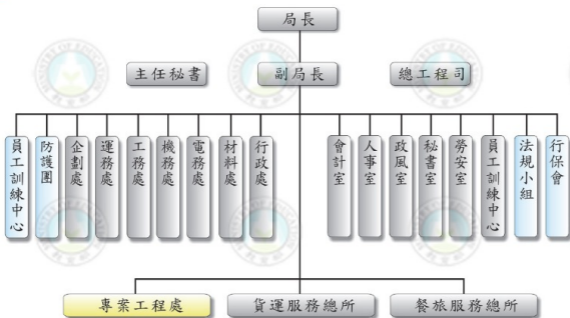 局長
主任秘書
副局長
總工程司
員工訓練中心
防護團
企劃處
運務處
工務處
機務處
電務處
材料處
行政處
會計室
人事室
政風室
秘書室
勞安室
員工訓練中心
法規小組
行保會
專案工程處
貨運服務總所
餐旅服務總所